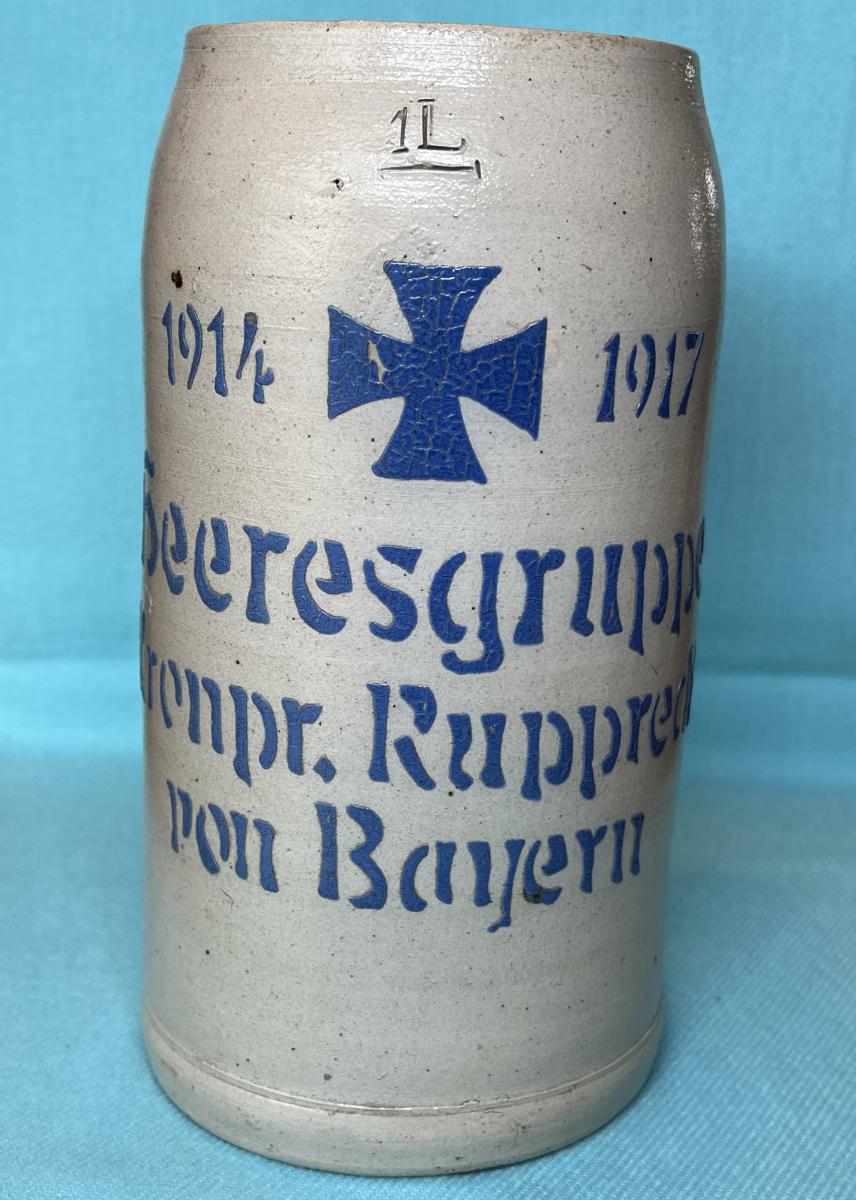 1L
1914 1917
Heeresgruppe
Kronpr. Rupprecht
von Bayern